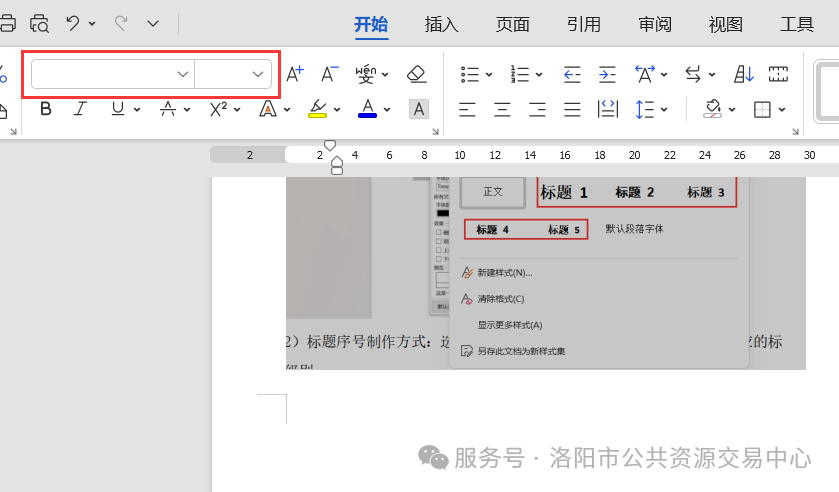 开始 插入 页面 引用 审阅 视图 工具
A+ A- wén
B I U A X² A A A
2 2 4 6 8 10 12 14 16 18 20 22 24 26 28 30
正文 标题 1 标题 2 标题 3
标题 4 标题 5 默认段落字体
新建样式(N)...
清除格式(C)
显示更多样式(A)
另存此文档为新样式集
2）标题序号制作方式：
的标
服务号 · 洛阳市公共资源交易中心